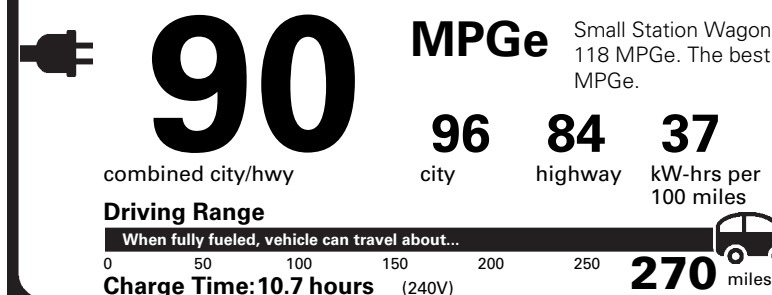 90
MPGe
Small Station Wagon
118 MPGe. The best
MPGe.
combined city/hwy
96
city
84
highway
37
kW-hrs per
100 miles
Driving Range
When fully fueled, vehicle can travel about...
0 50 100 150 200 250 270 miles
Charge Time: 10.7 hours (240V)